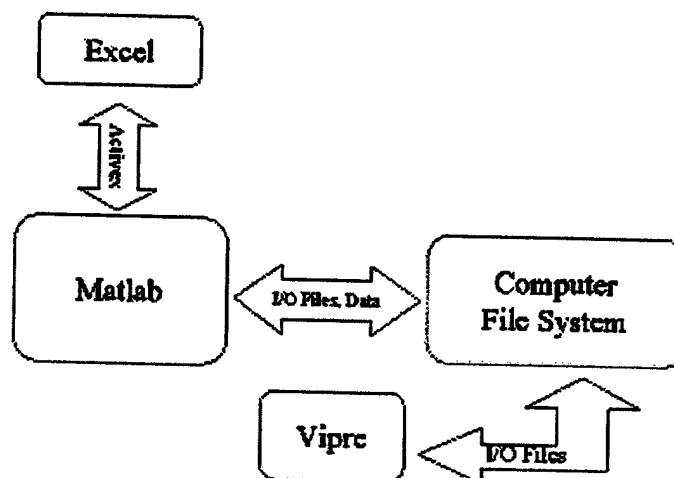 Excel
Activex
Matlab
I/O Files, Data
Computer
File System
Vipre
I/O Files